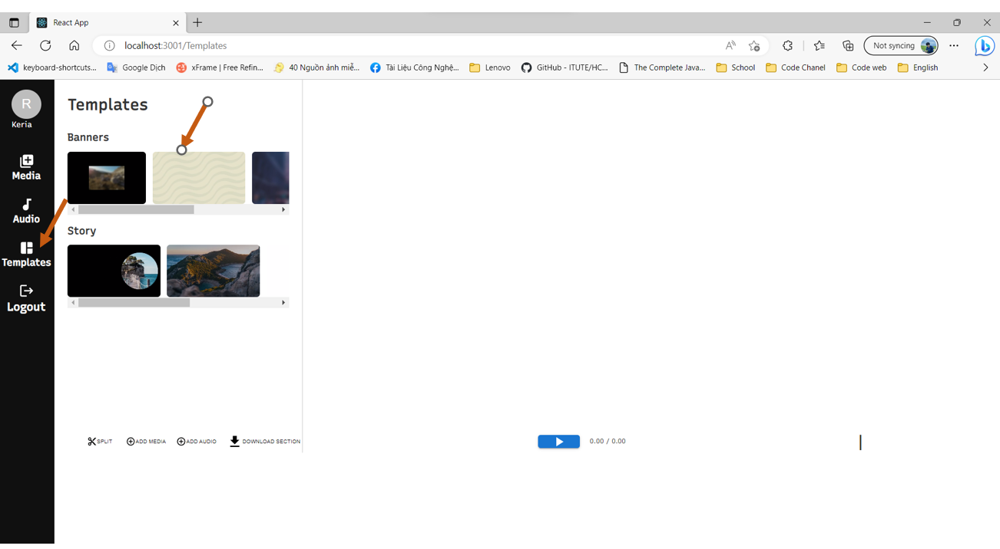 React App
localhost:3001/Templates
Not syncing
keyboard-shortcuts... Google Dịch xFrame | Free Refin... 40 Nguồn ảnh miễ... Tài Liệu Công Nghệ... Lenovo GitHub - ITUTE/HC... The Complete Java... School Code Chanel Code web English
R
Keria
Media
Audio
Templates
Logout
Templates
Banners
Story
SPLIT ADD MEDIA ADD AUDIO DOWNLOAD SECTION
0.00 / 0.00